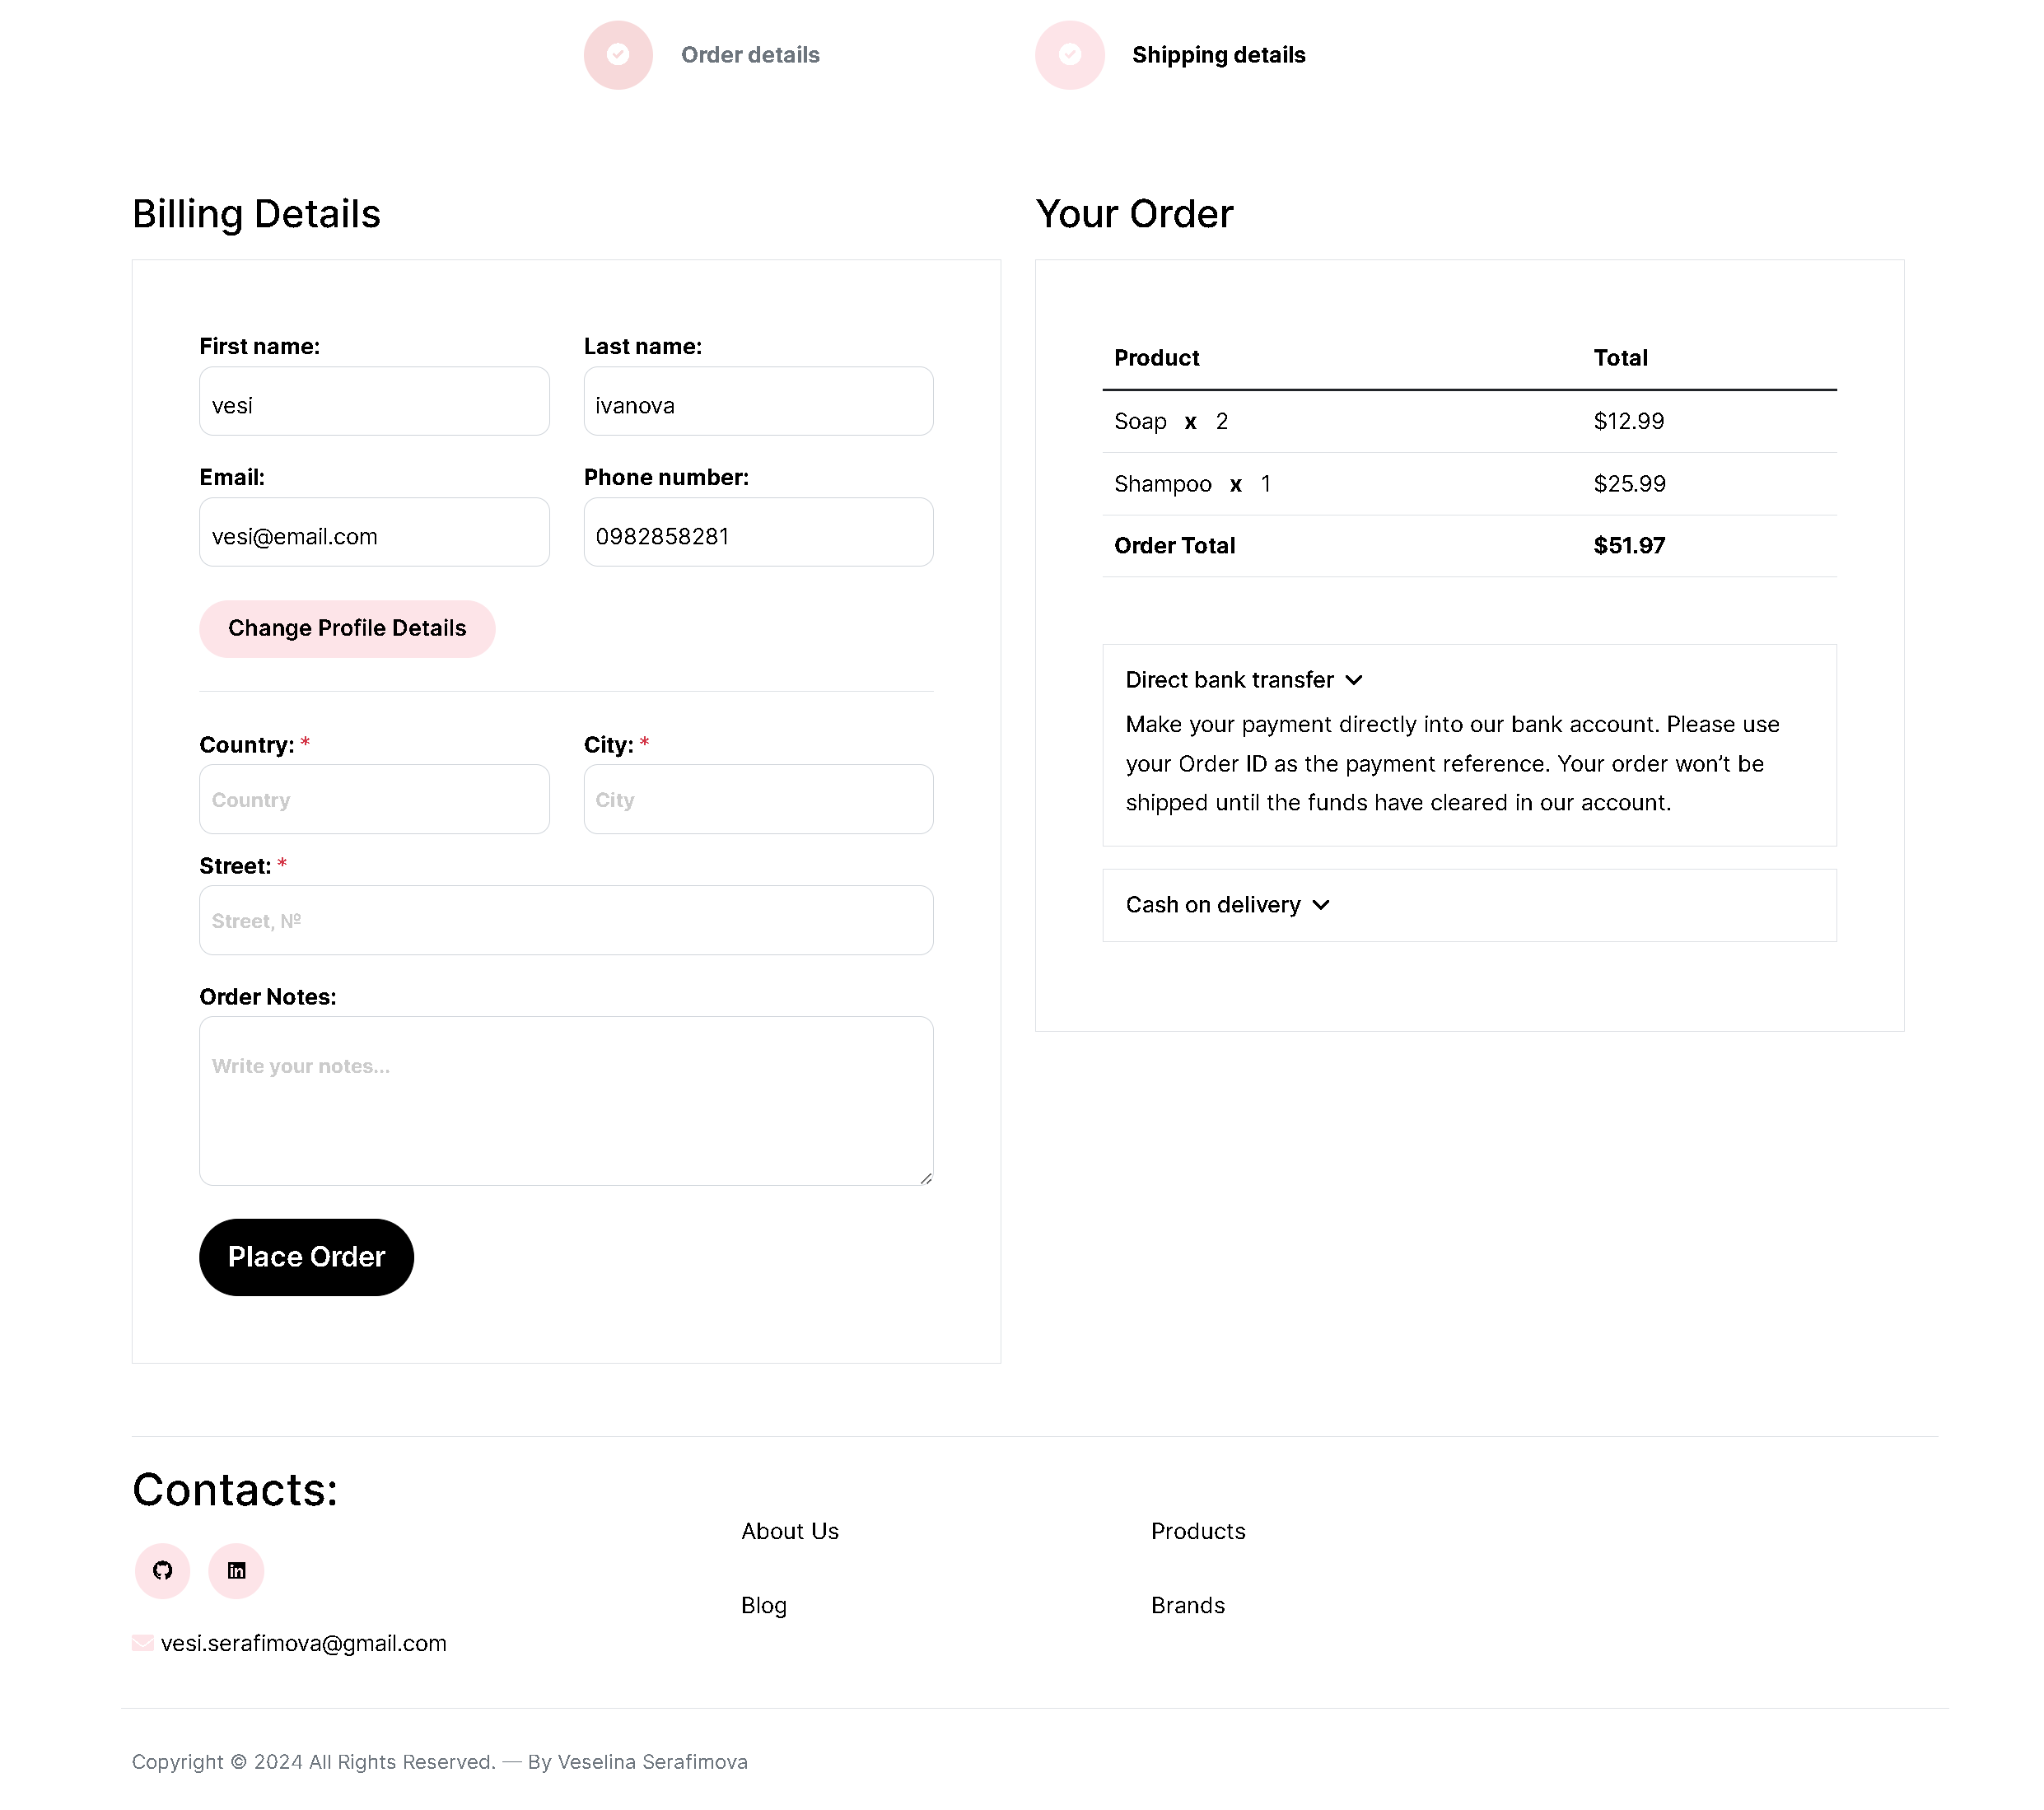 Order details
Shipping details
Billing Details
First name:
Last name:
vesi
ivanova
Email:
Phone number:
vesi@email.com
0982858281
Change Profile Details
Country: *
City: *
Country
City
Street: *
Street, №
Order Notes:
Write your notes...
Place Order
Your Order
Product Total
Soap x 2 $12.99
Shampoo x 1 $25.99
Order Total $51.97
Direct bank transfer
Make your payment directly into our bank account. Please use
your Order ID as the payment reference. Your order won’t be
shipped until the funds have cleared in our account.
Cash on delivery
Contacts:
vesi.serafimova@gmail.com
About Us
Products
Blog
Brands
Copyright © 2024 All Rights Reserved. — By Veselina Serafimova